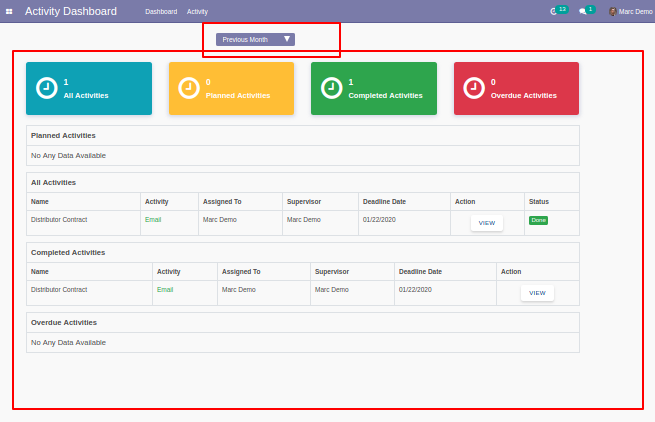 Activity Dashboard Dashboard Activity 13 1 Marc Demo
Previous Month
1
All Activities
0
Planned Activities
1
Completed Activities
0
Overdue Activities
Planned Activities
No Any Data Available
All Activities
Name Activity Assigned To Supervisor Deadline Date Action Status
Distributor Contract Email Marc Demo Marc Demo 01/22/2020 VIEW Done
Completed Activities
Name Activity Assigned To Supervisor Deadline Date Action
Distributor Contract Email Marc Demo Marc Demo 01/22/2020 VIEW
Overdue Activities
No Any Data Available